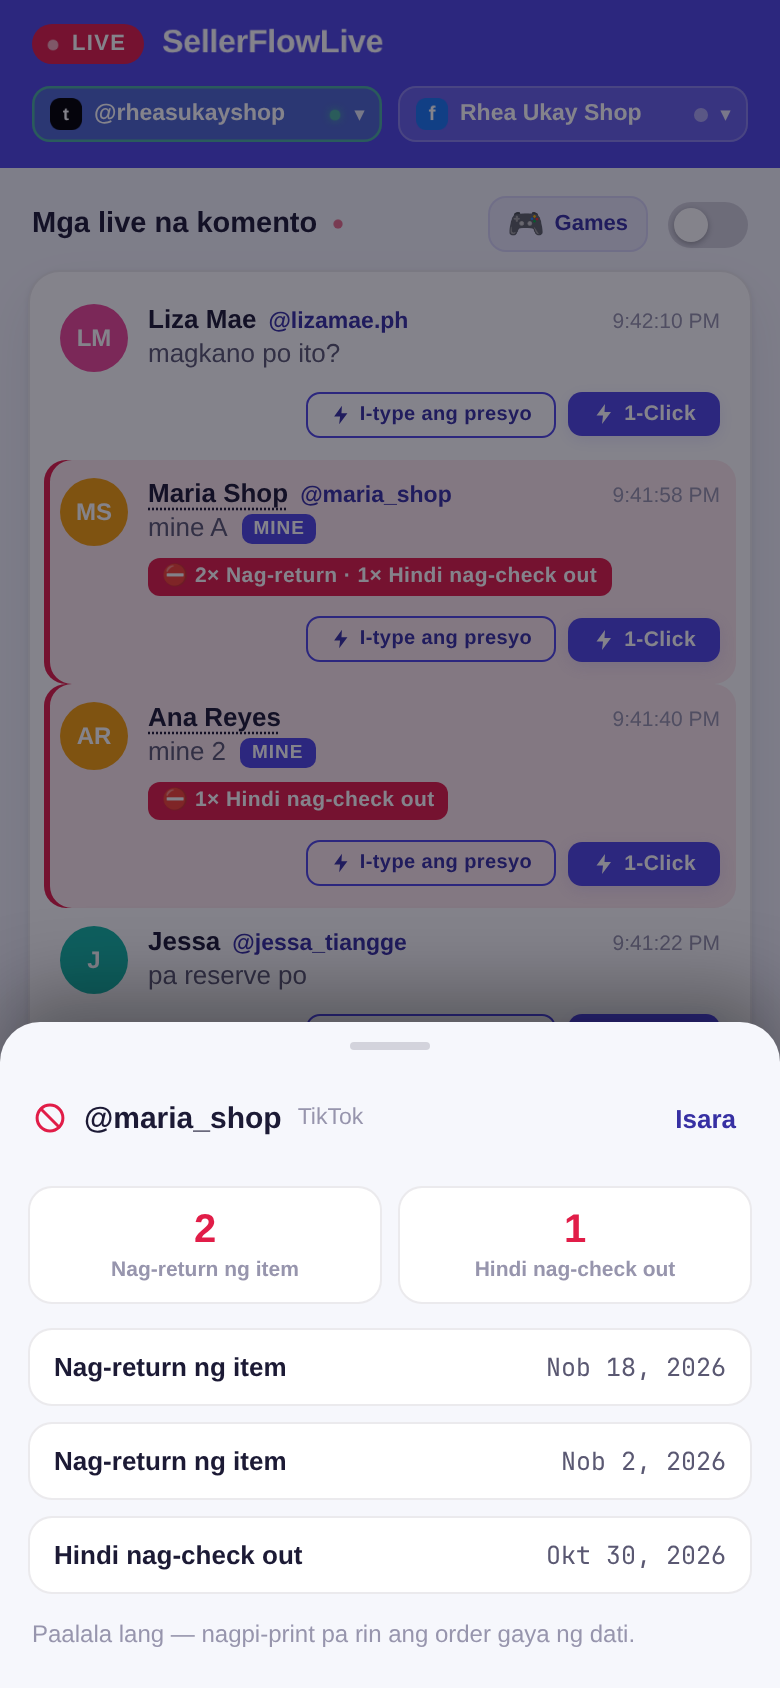 LIVE SellerFlowLive
t @rheasukayshop ▼ f Rhea Ukay Shop ▼
Mga live na komento 🎮 Games
LM Liza Mae @lizamae.ph 9:42:10 PM
magkano po ito?
I-type ang presyo 1-Click
MS Maria Shop @maria_shop 9:41:58 PM
mine A MINE
⛔ 2× Nag-return · 1× Hindi nag-check out
I-type ang presyo 1-Click
AR Ana Reyes 9:41:40 PM
mine 2 MINE
⛔ 1× Hindi nag-check out
I-type ang presyo 1-Click
J Jessa @jessa_tiangge 9:41:22 PM
pa reserve po
@maria_shop TikTok Isara
2 1
Nag-return ng item Hindi nag-check out
Nag-return ng item Nob 18, 2026
Nag-return ng item Nob 2, 2026
Hindi nag-check out Okt 30, 2026
Paalala lang — nagpi-print pa rin ang order gaya ng dati.